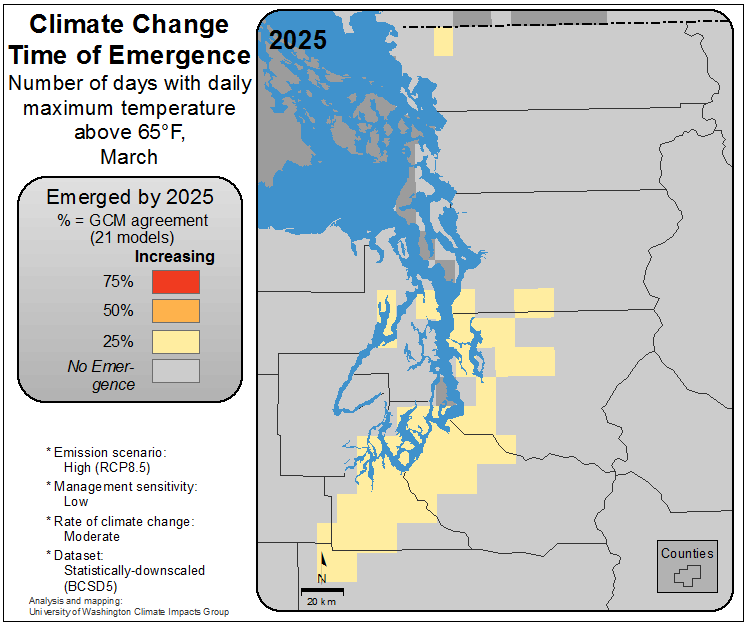 Climate Change
Time of Emergence
Number of days with daily
maximum temperature
above 65°F,
March
Emerged by 2025
% = GCM agreement
(21 models)
Increasing
75%
50%
25%
No Emer-
gence
* Emission scenario:
High (RCP8.5)
* Management sensitivity:
Low
* Rate of climate change:
Moderate
* Dataset:
Statistically-downscaled
(BCSD5)
Analysis and mapping:
University of Washington Climate Impacts Group
2025
N
20 km
Counties